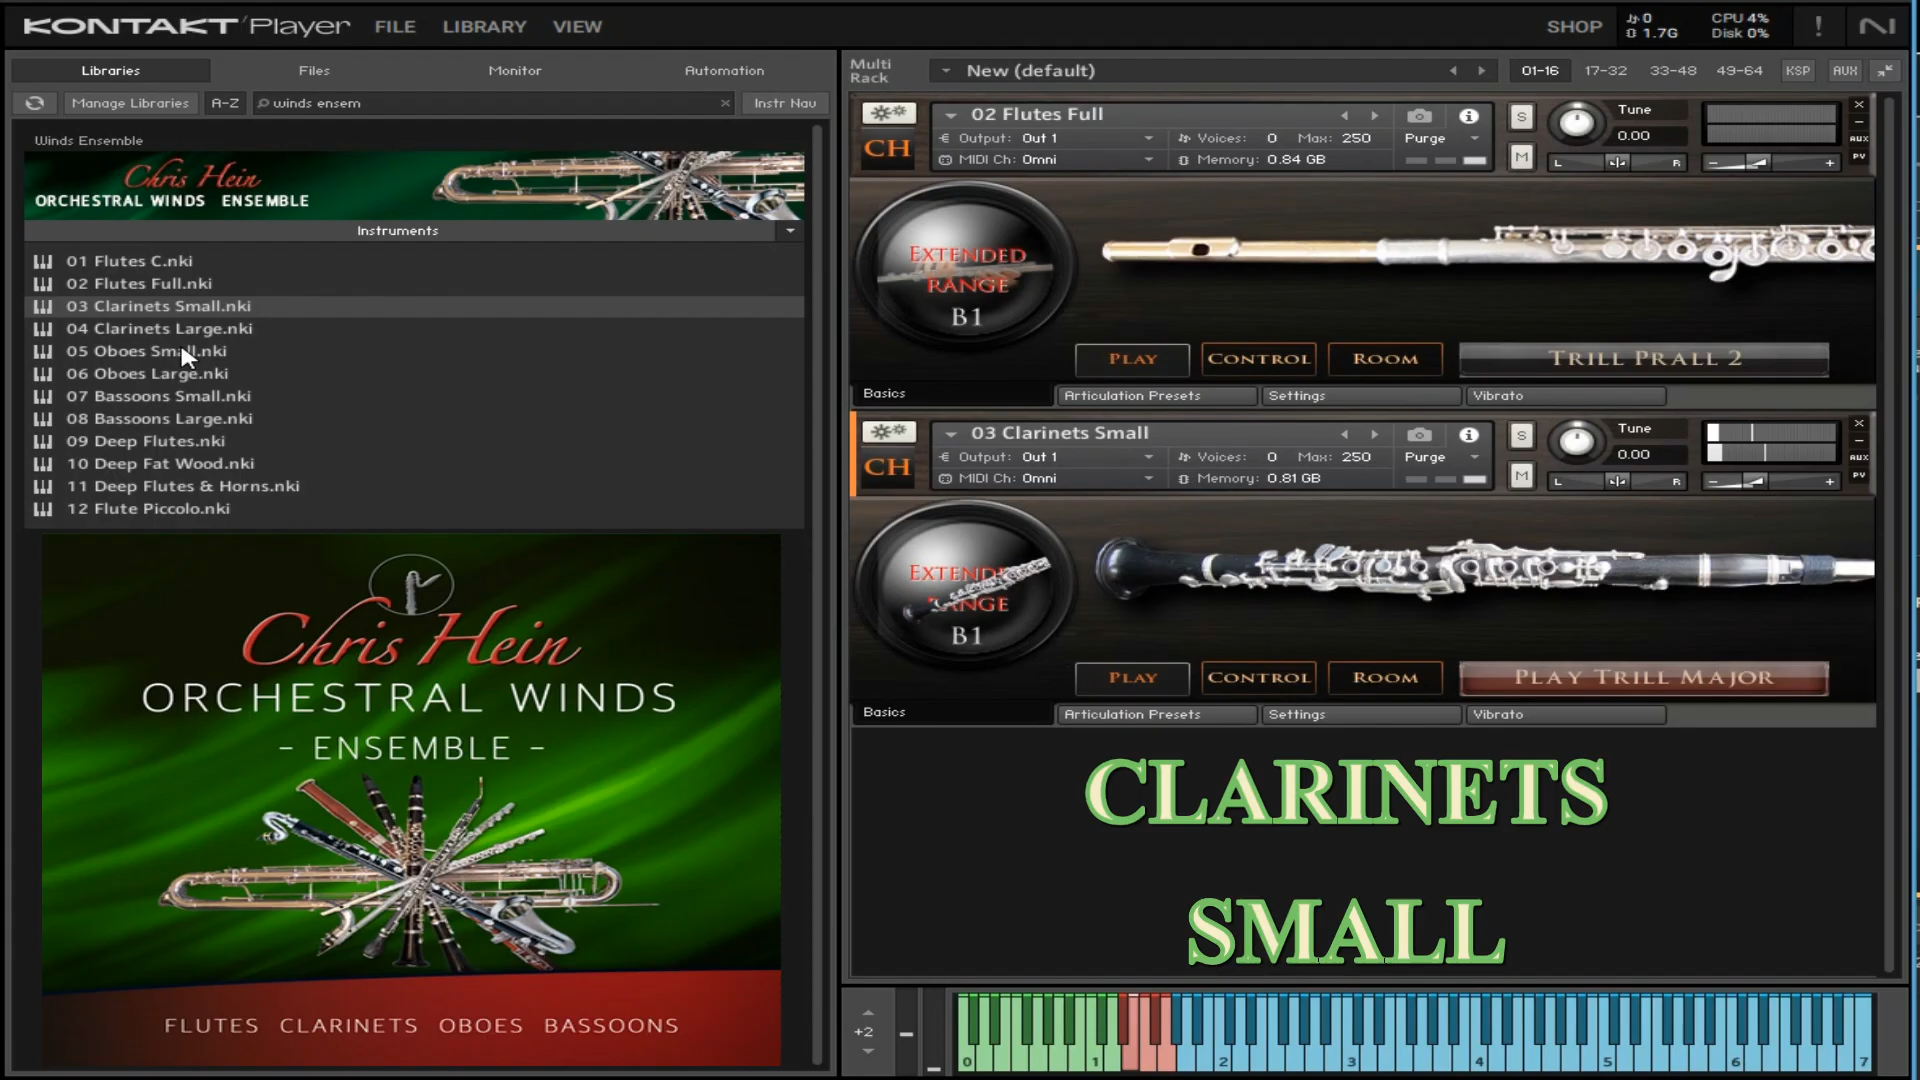 KONTAKT Player FILE LIBRARY VIEW
SHOP 0 1.7G CPU 4% Disk 0% !
Libraries Files Monitor Automation
Manage Libraries A-Z winds ensem × Instr Nav
Winds Ensemble
Chris Hein
ORCHESTRAL WINDS ENSEMBLE
Instruments
01 Flutes C.nki
02 Flutes Full.nki
03 Clarinets Small.nki
04 Clarinets Large.nki
05 Oboes Small.nki
06 Oboes Large.nki
07 Bassoons Small.nki
08 Bassoons Large.nki
09 Deep Flutes.nki
10 Deep Fat Wood.nki
11 Deep Flutes & Horns.nki
12 Flute Piccolo.nki
Chris Hein
ORCHESTRAL WINDS
- ENSEMBLE -
FLUTES CLARINETS OBOES BASSOONS
Multi Rack New (default) 01-16 17-32 33-48 49-64 KSP AUX
CH 02 Flutes Full S M Tune 0.00 AUX PV
Output: Out 1 Voices: 0 Max: 250 Purge
MIDI Ch: Omni Memory: 0.84 GB L R - +
EXTENDED RANGE
B1
PLAY CONTROL ROOM TRILL PRALL 2
Basics Articulation Presets Settings Vibrato
CH 03 Clarinets Small S M Tune 0.00 AUX PV
Output: Out 1 Voices: 0 Max: 250 Purge
MIDI Ch: Omni Memory: 0.81 GB L R - +
B1
PLAY CONTROL ROOM PLAY TRILL MAJOR
Basics Articulation Presets Settings Vibrato
CLARINETS
SMALL
+2 0 1 2 3 4 5 6 7